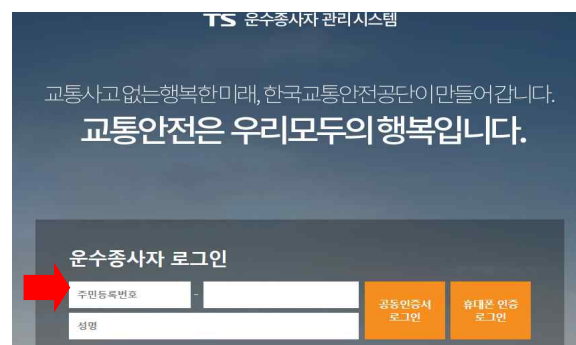 TS 운수종사자 관리시스템
교통사고 없는 행복한 미래, 한국교통안전공단이 만들어갑니다.
교통안전은 우리모두의 행복입니다.
운수종사자 로그인
주민등록번호 -
성명
공동인증서
로그인
휴대폰 인증
로그인